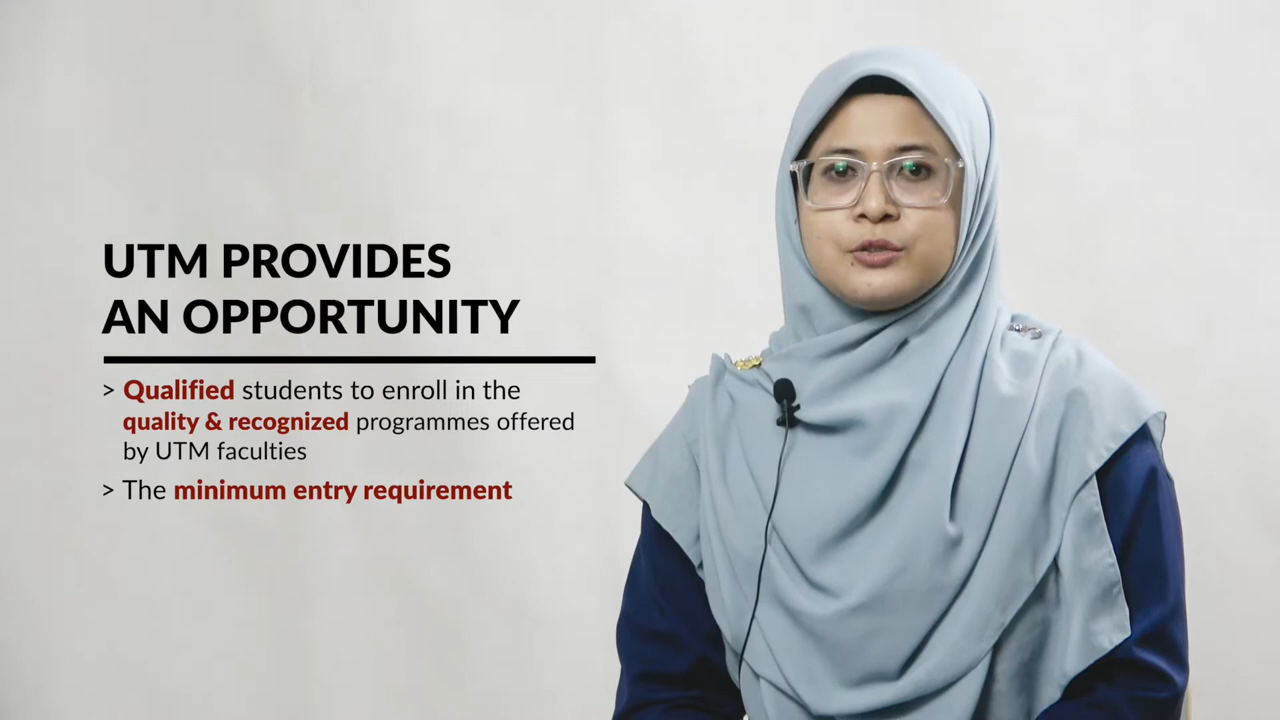 UTM PROVIDES
AN OPPORTUNITY
> Qualified students to enroll in the
quality & recognized programmes offered
by UTM faculties
> The minimum entry requirement